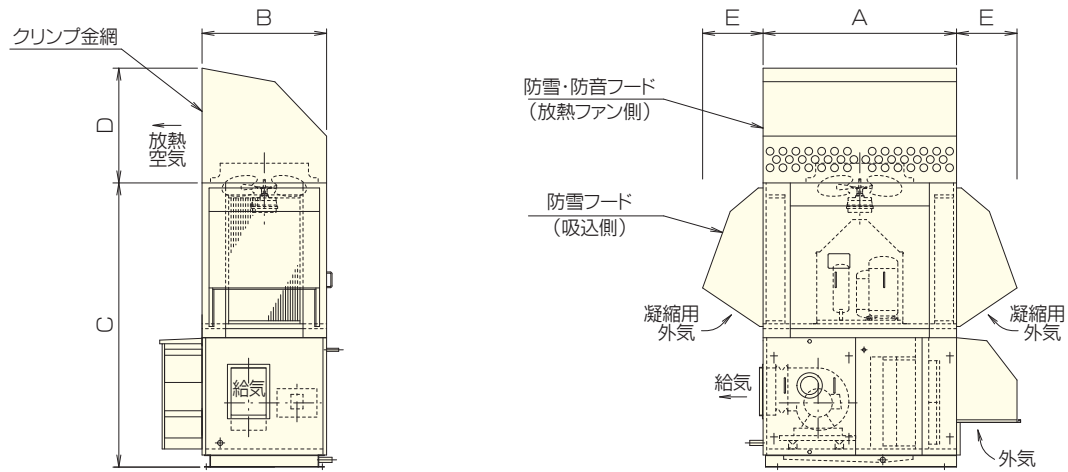 B
クリンプ金網
D
放熱
空気
C
給気
E
A
E
防雪・防音フード
（放熱ファン側）
防雪フード
（吸込側）
凝縮用
外気
凝縮用
外気
給気
外気